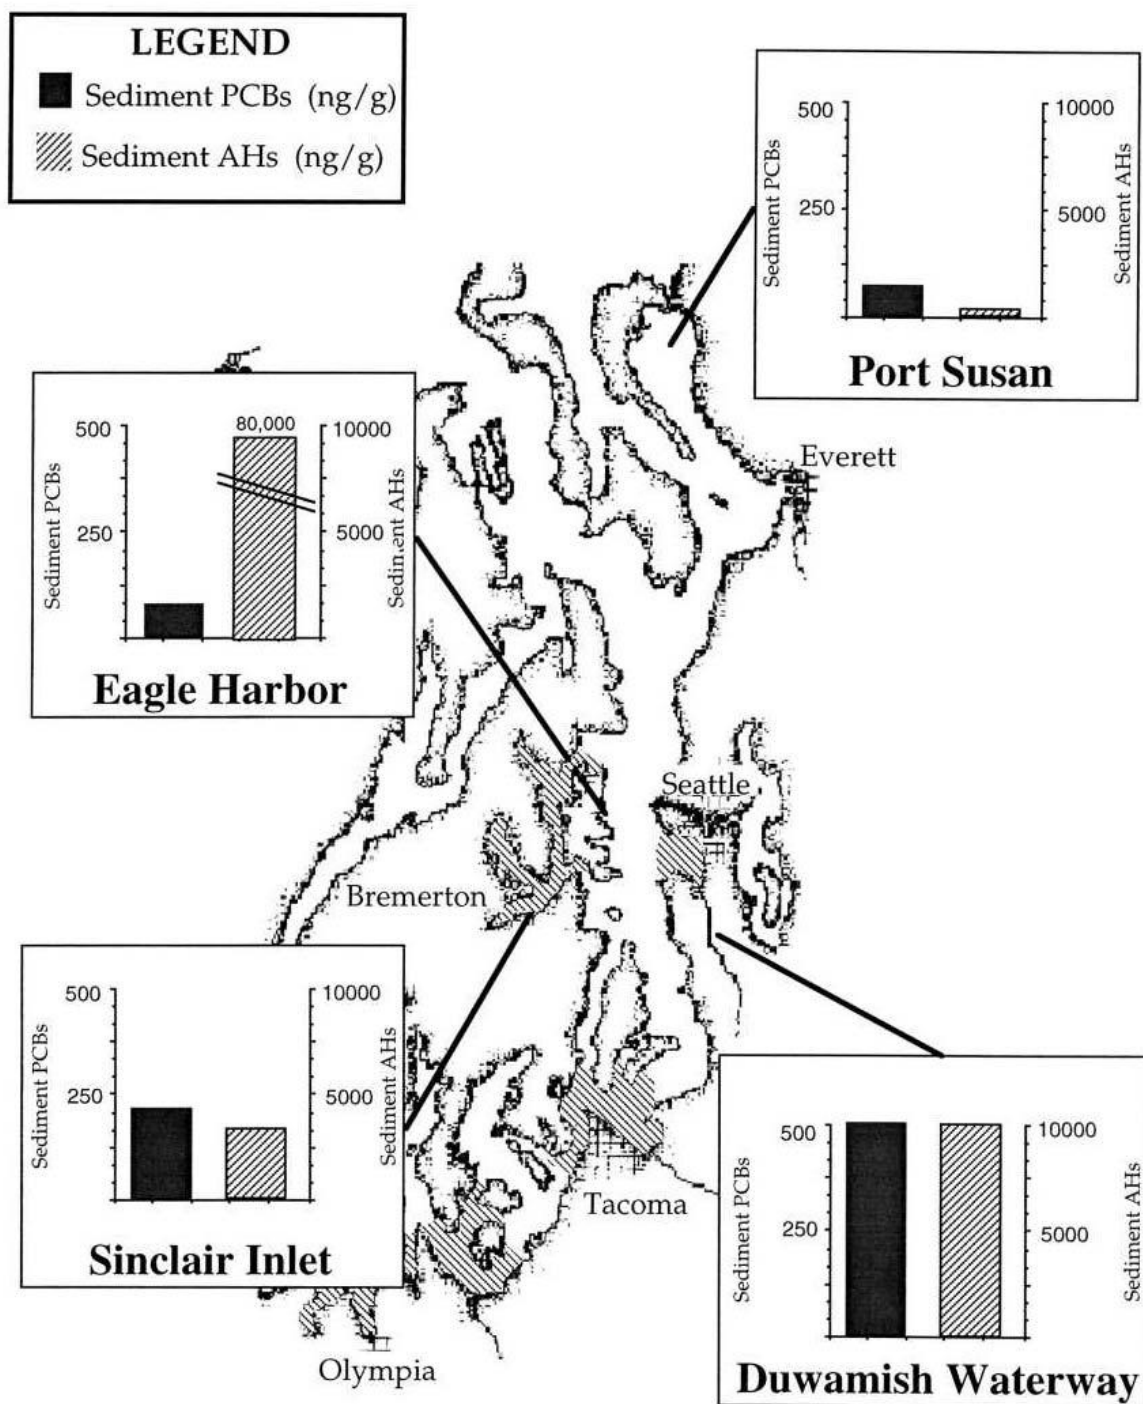 LEGEND
Sediment PCBs (ng/g)
Sediment AHs (ng/g)
500
250
Sediment PCBs
10000
5000
Sediment AHs
Port Susan
Everett
500
250
Sediment PCBs
80,000
10000
5000
Sedin.ent AHs
Eagle Harbor
Seattle
Bremerton
500
250
Sediment PCBs
10000
5000
Sediment AHs
Sinclair Inlet
Tacoma
Olympia
500
250
Sediment PCBs
10000
5000
Sediment AHs
Duwamish Waterway